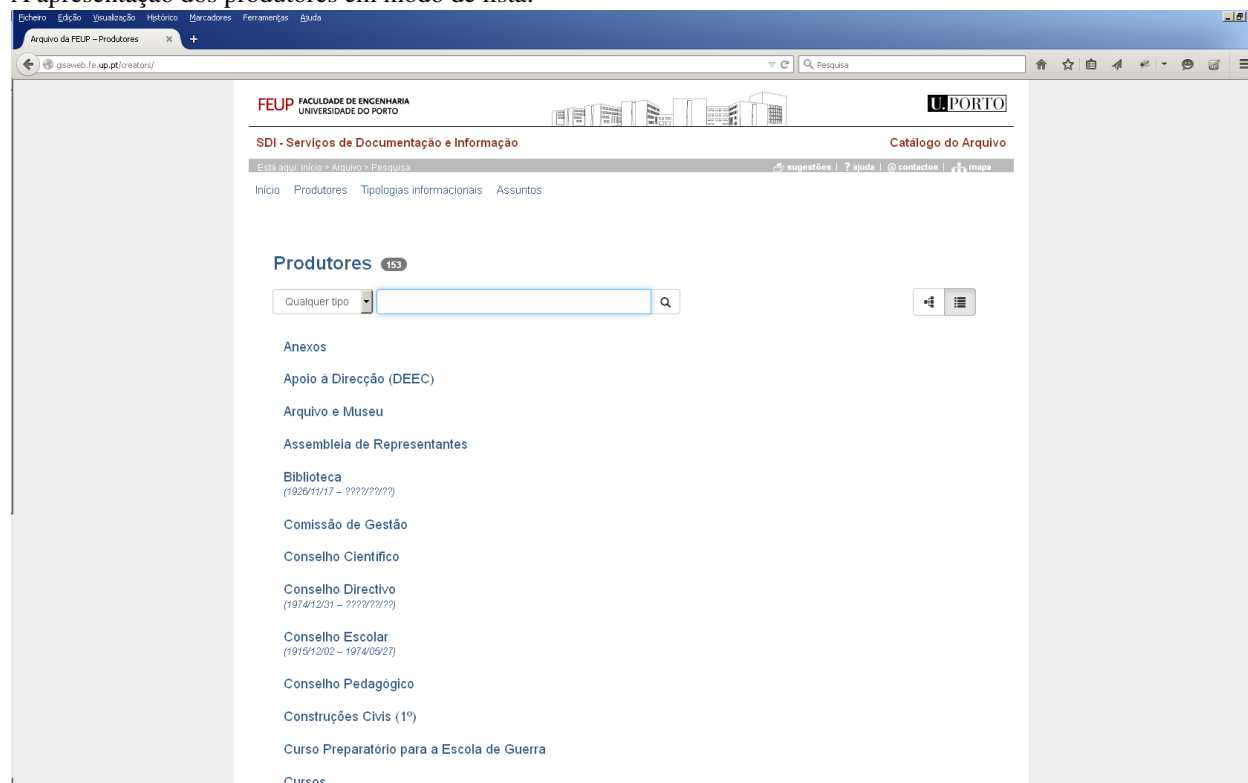 A apresentação dos produtores em modo de lista.
Ficheiro Edição Visualização Histórico Marcadores Ferramentas Ajuda
Arquivo da FEUP – Produtores × +
gisaweb.fe.up.pt/creators/ Pesquisa
FEUP FACULDADE DE ENGENHARIA
UNIVERSIDADE DO PORTO
U.PORTO
SDI - Serviços de Documentação e Informação Catálogo do Arquivo
Está aqui: Início > Arquivo > Pesquisa sugestões | ? ajuda | @ contactos | mapa
Início Produtores Tipologias informacionais Assuntos
Produtores 153
Qualquer tipo
Anexos
Apoio à Direcção (DEEC)
Arquivo e Museu
Assembleia de Representantes
Biblioteca
(1926/11/17 – ????/??/??)
Comissão de Gestão
Conselho Científico
Conselho Directivo
(1974/12/31 – ????/??/??)
Conselho Escolar
(1915/12/02 – 1974/05/27)
Conselho Pedagógico
Construções Civis (1º)
Curso Preparatório para a Escola de Guerra
Cursos